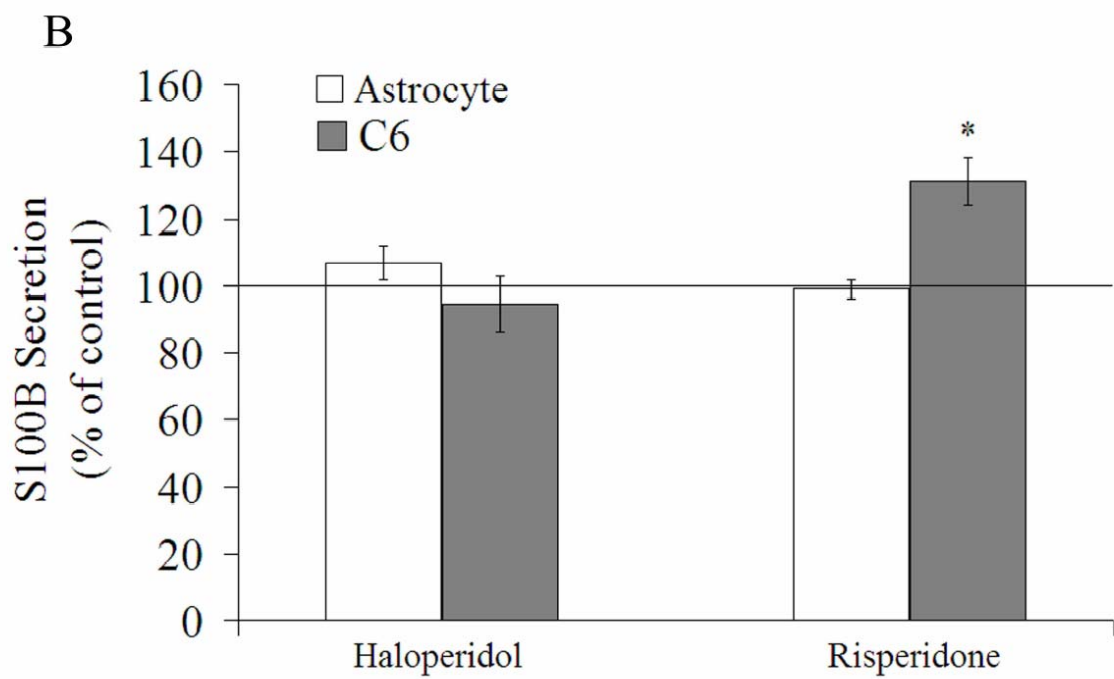 B
160
140
120
100
80
60
40
20
0
S100B Secretion
(% of control)
Astrocyte
C6
*
Haloperidol
Risperidone